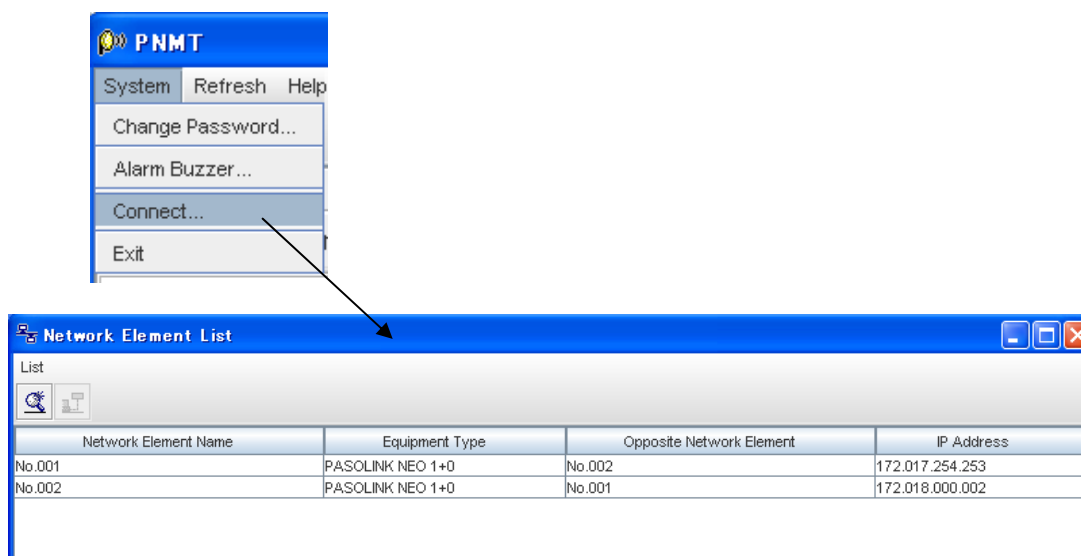 PNMT
System Refresh Help
Change Password...
Alarm Buzzer...
Connect...
Exit
Network Element List
List
Network Element Name Equipment Type Opposite Network Element IP Address
No.001 PASOLINK NEO 1+0 No.002 172.017.254.253
No.002 PASOLINK NEO 1+0 No.001 172.018.000.002